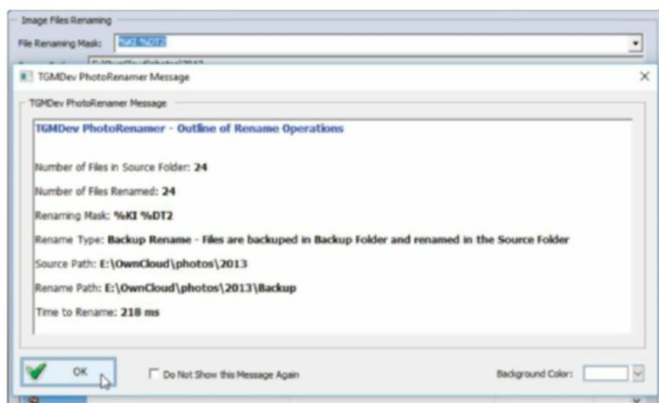 Image Files Renaming
File Renaming Mask: %KI %DT2
TGMDev PhotoRenamer Message
TGMDev PhotoRenamer Message
TGMDev PhotoRenamer - Outline of Rename Operations
Number of Files in Source Folder: 24
Number of Files Renamed: 24
Renaming Mask: %KI %DT2
Rename Type: Backup Rename - Files are backuped in Backup Folder and renamed in the Source Folder
Source Path: E:\OwnCloud\photos\2013
Rename Path: E:\OwnCloud\photos\2013\Backup
Time to Rename: 218 ms
OK Do Not Show this Message Again Background Color: